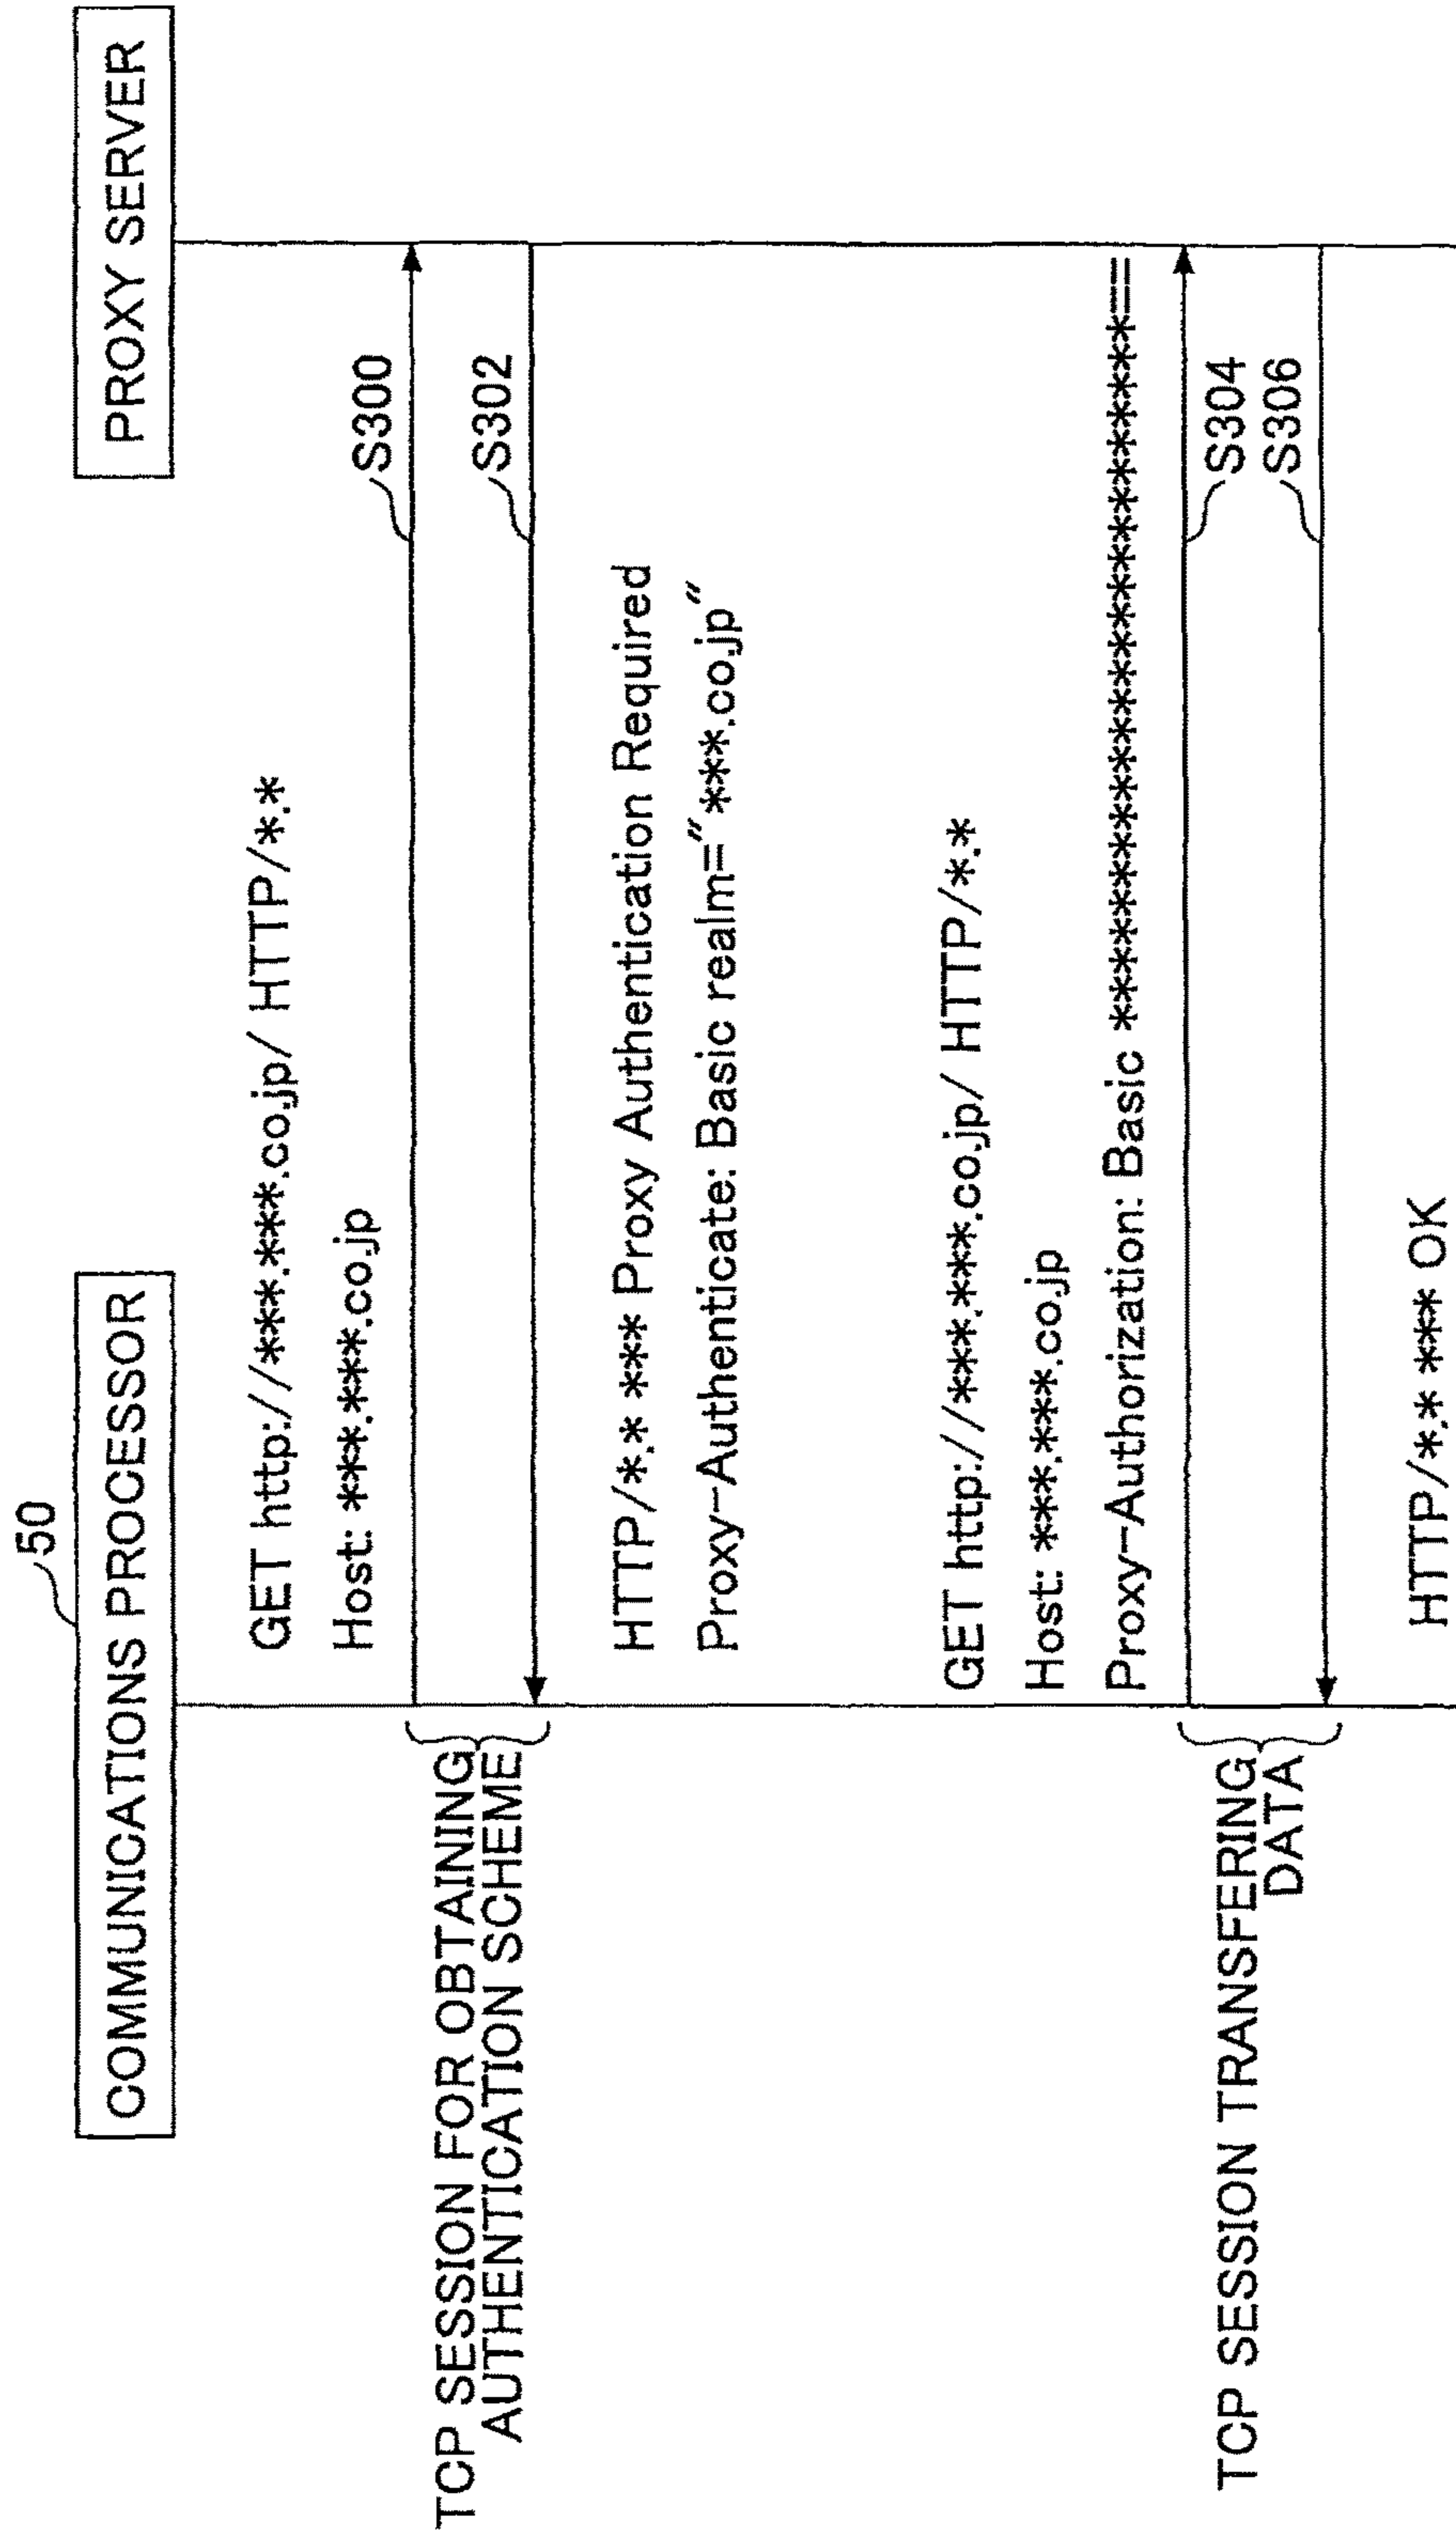 50
COMMUNICATIONS PROCESSOR
PROXY SERVER
GET http://***.***.co.jp/ HTTP/*.*
Host: ***.***.co.jp
S300
TCP SESSION FOR OBTAINING
AUTHENTICATION SCHEME
S302
HTTP/*.* *** Proxy Authentication Required
Proxy-Authenticate: Basic realm="***.co.jp"
GET http://***.***.co.jp/ HTTP/*.*
Host: ***.***.co.jp
Proxy-Authorization: Basic ************************==
S304
TCP SESSION TRANSFERING
DATA
S306
HTTP/*.* *** OK